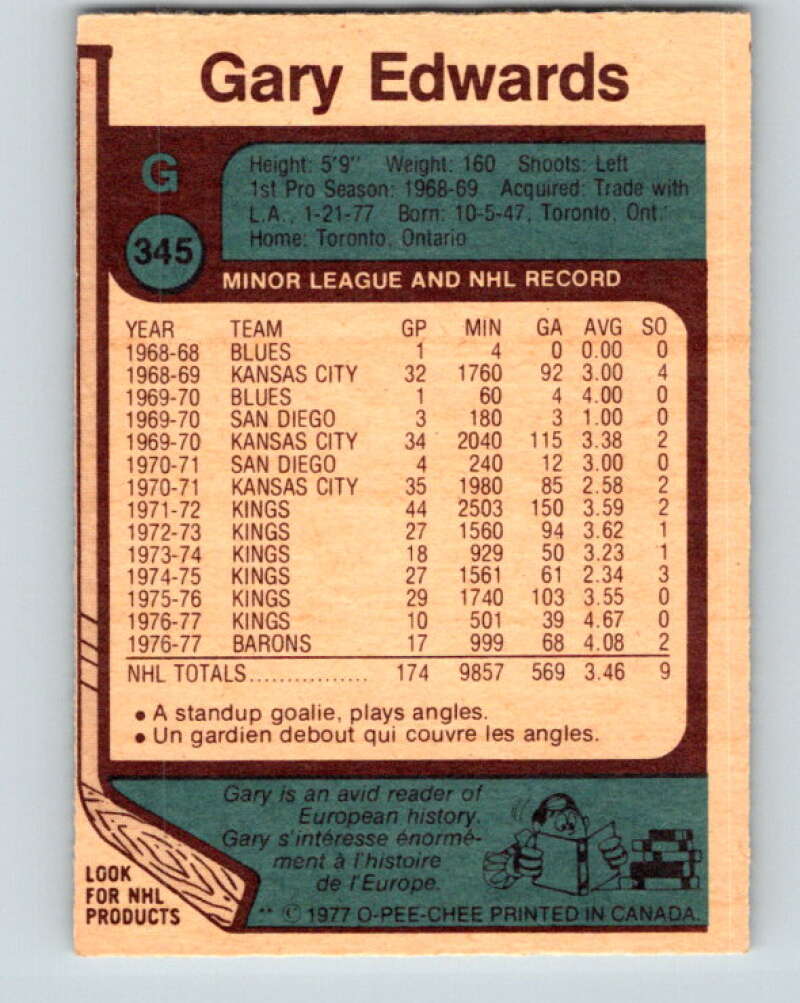 Gary Edwards
G
345
Height: 5'9" Weight: 160 Shoots: Left
1st Pro Season: 1968-69 Acquired: Trade with
L.A., 1-21-77 Born: 10-5-47, Toronto, Ont.
Home: Toronto, Ontario
MINOR LEAGUE AND NHL RECORD
YEAR TEAM GP MIN GA AVG SO
1968-68 BLUES 1 4 0 0.00 0
1968-69 KANSAS CITY 32 1760 92 3.00 4
1969-70 BLUES 1 60 4 4.00 0
1969-70 SAN DIEGO 3 180 3 1.00 0
1969-70 KANSAS CITY 34 2040 115 3.38 2
1970-71 SAN DIEGO 4 240 12 3.00 0
1970-71 KANSAS CITY 35 1980 85 2.58 2
1971-72 KINGS 44 2503 150 3.59 2
1972-73 KINGS 27 1560 94 3.62 1
1973-74 KINGS 18 929 50 3.23 1
1974-75 KINGS 27 1561 61 2.34 3
1975-76 KINGS 29 1740 103 3.55 0
1976-77 KINGS 10 501 39 4.67 0
1976-77 BARONS 17 999 68 4.08 2
NHL TOTALS................ 174 9857 569 3.46 9
• A standup goalie, plays angles.
• Un gardien debout qui couvre les angles.
Gary is an avid reader of
European history.
Gary s'intéresse énormé-
ment à l'histoire
de l'Europe.
LOOK
FOR NHL
PRODUCTS
** © 1977 O-PEE-CHEE PRINTED IN CANADA.